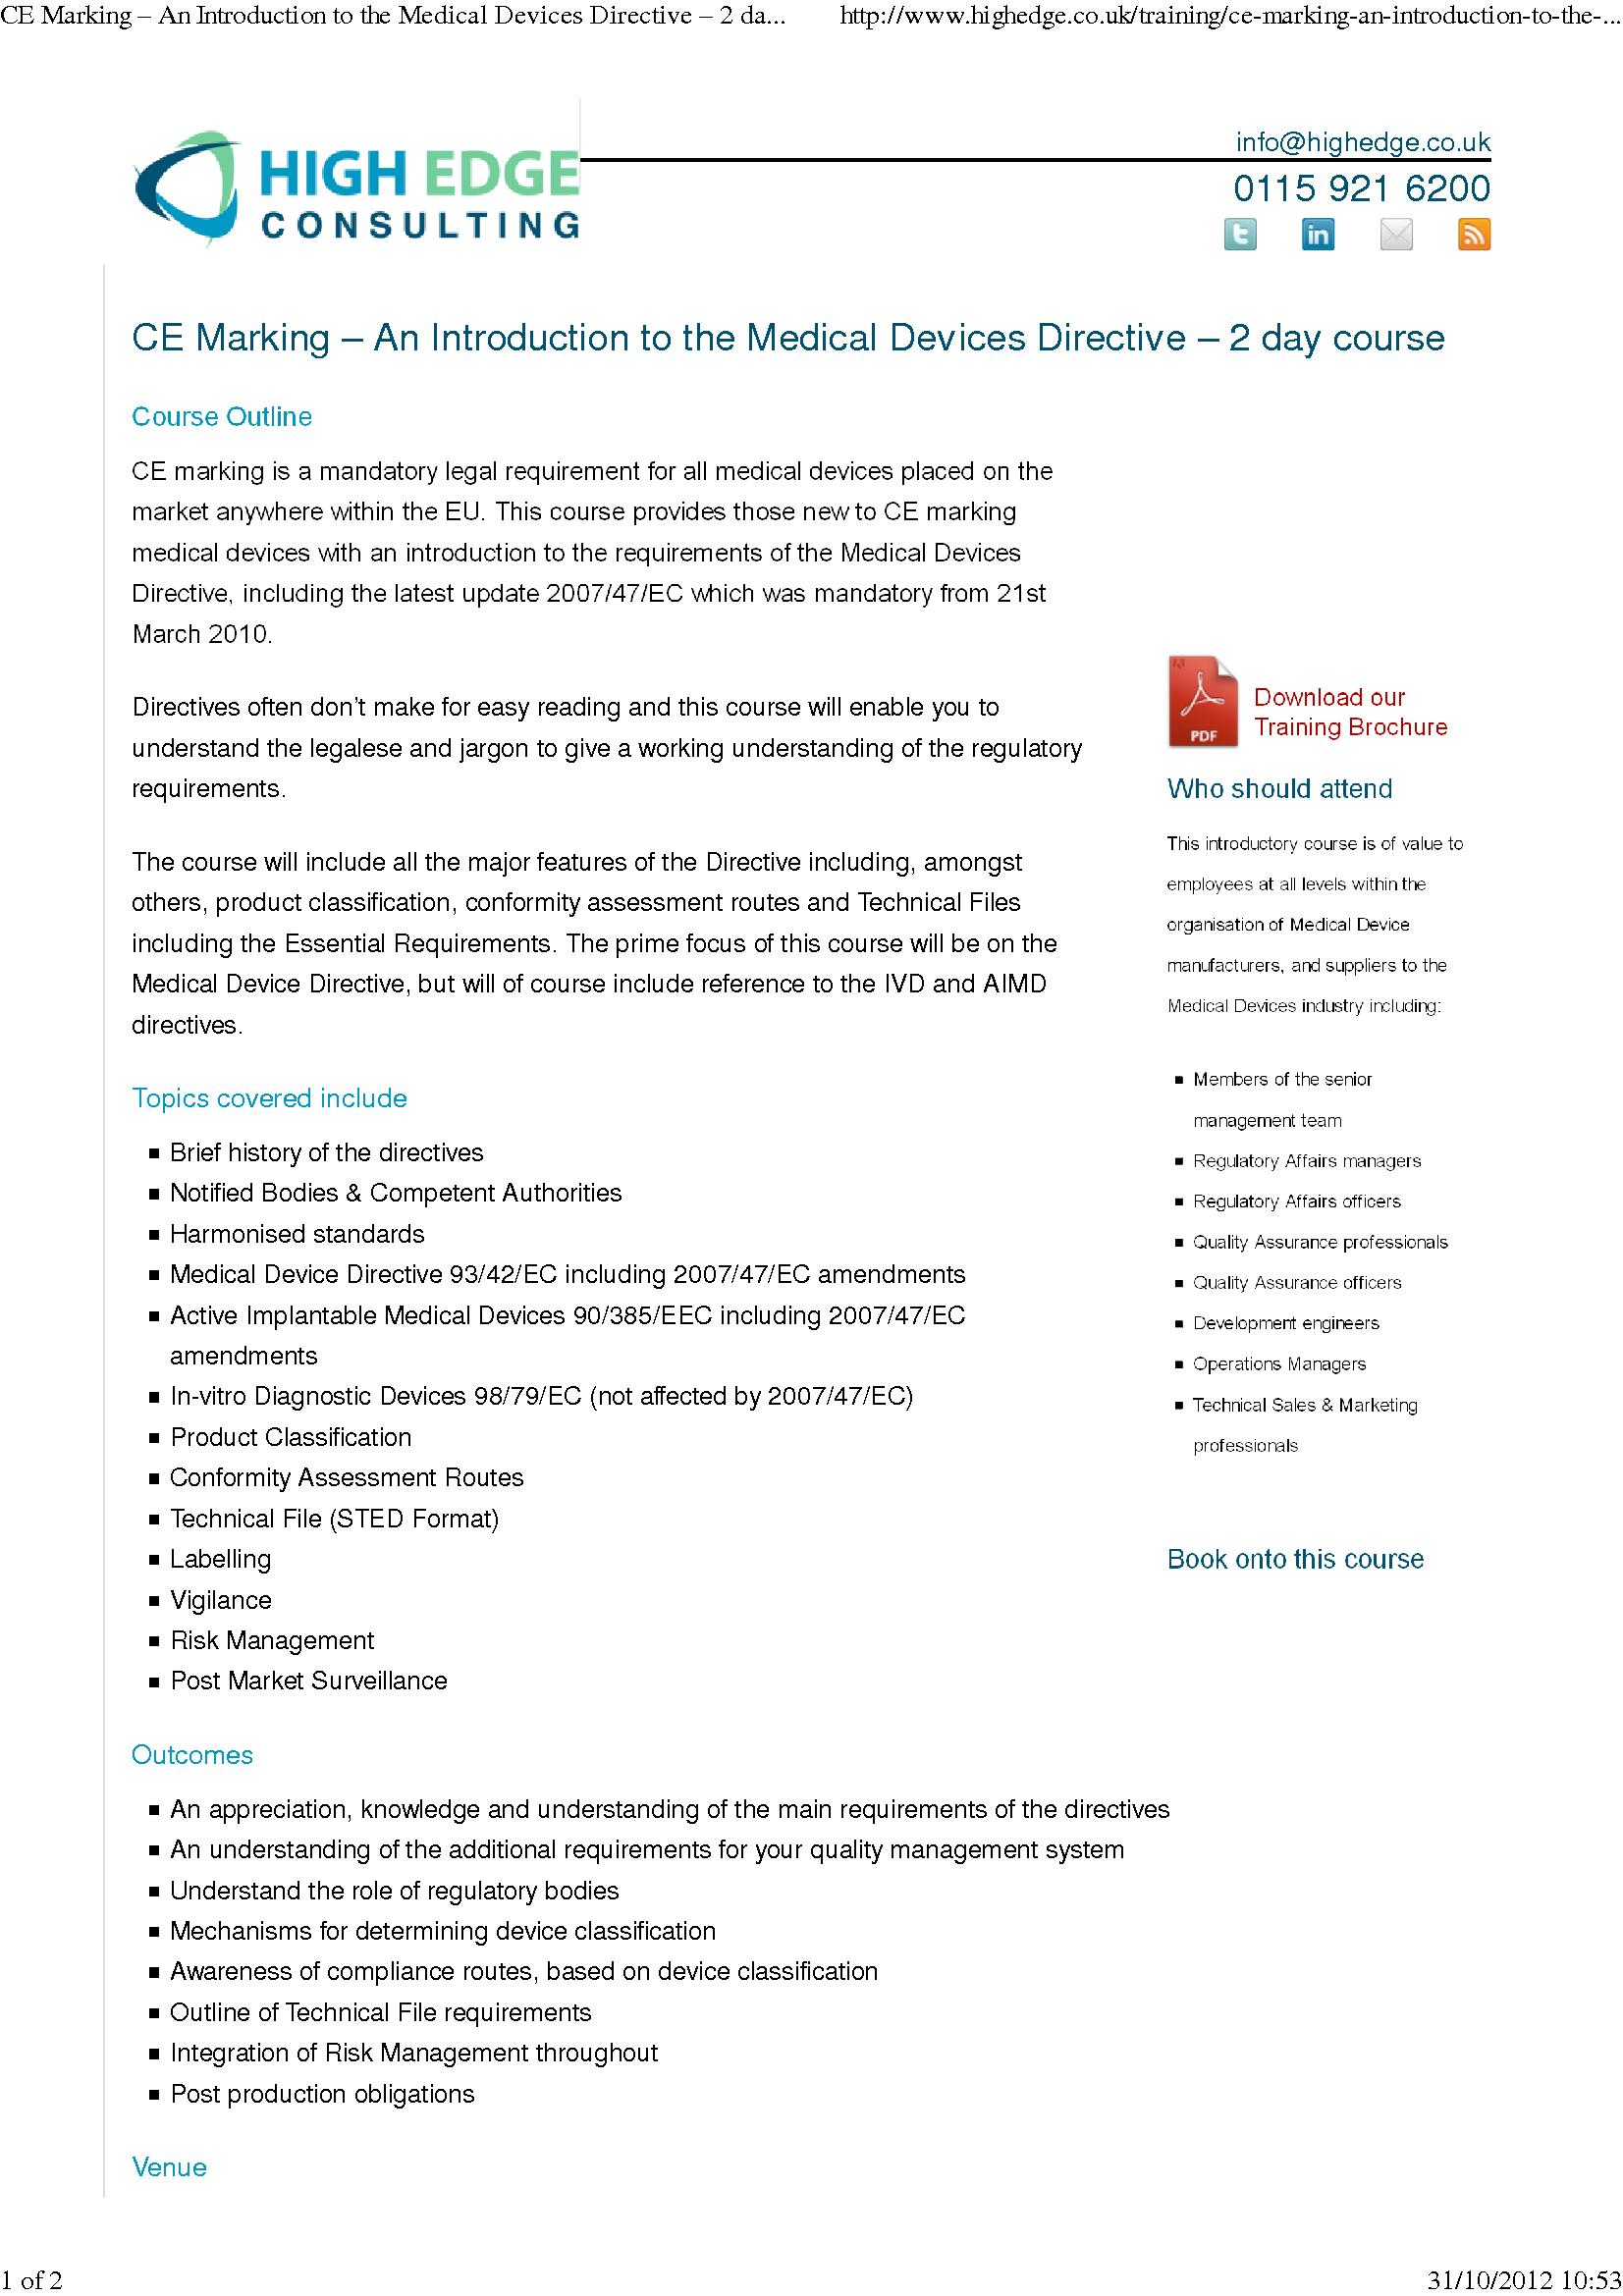 CE Marking – An Introduction to the Medical Devices Directive – 2 da...
http://www.highedge.co.uk/training/ce-marking-an-introduction-to-the-...
HIGH EDGE
CONSULTING
info@highedge.co.uk
0115 921 6200
CE Marking – An Introduction to the Medical Devices Directive – 2 day course
Course Outline
CE marking is a mandatory legal requirement for all medical devices placed on the
market anywhere within the EU. This course provides those new to CE marking
medical devices with an introduction to the requirements of the Medical Devices
Directive, including the latest update 2007/47/EC which was mandatory from 21st
March 2010.
Directives often don’t make for easy reading and this course will enable you to
understand the legalese and jargon to give a working understanding of the regulatory
requirements.
The course will include all the major features of the Directive including, amongst
others, product classification, conformity assessment routes and Technical Files
including the Essential Requirements. The prime focus of this course will be on the
Medical Device Directive, but will of course include reference to the IVD and AIMD
directives.
Topics covered include
Brief history of the directives
Notified Bodies & Competent Authorities
Harmonised standards
Medical Device Directive 93/42/EC including 2007/47/EC amendments
Active Implantable Medical Devices 90/385/EEC including 2007/47/EC
amendments
In-vitro Diagnostic Devices 98/79/EC (not affected by 2007/47/EC)
Product Classification
Conformity Assessment Routes
Technical File (STED Format)
Labelling
Vigilance
Risk Management
Post Market Surveillance
PDF
Download our
Training Brochure
Who should attend
This introductory course is of value to
employees at all levels within the
organisation of Medical Device
manufacturers, and suppliers to the
Medical Devices industry including:
Members of the senior
management team
Regulatory Affairs managers
Regulatory Affairs officers
Quality Assurance professionals
Quality Assurance officers
Development engineers
Operations Managers
Technical Sales & Marketing
professionals
Book onto this course
Outcomes
An appreciation, knowledge and understanding of the main requirements of the directives
An understanding of the additional requirements for your quality management system
Understand the role of regulatory bodies
Mechanisms for determining device classification
Awareness of compliance routes, based on device classification
Outline of Technical File requirements
Integration of Risk Management throughout
Post production obligations
Venue
1 of 2
31/10/2012 10:53